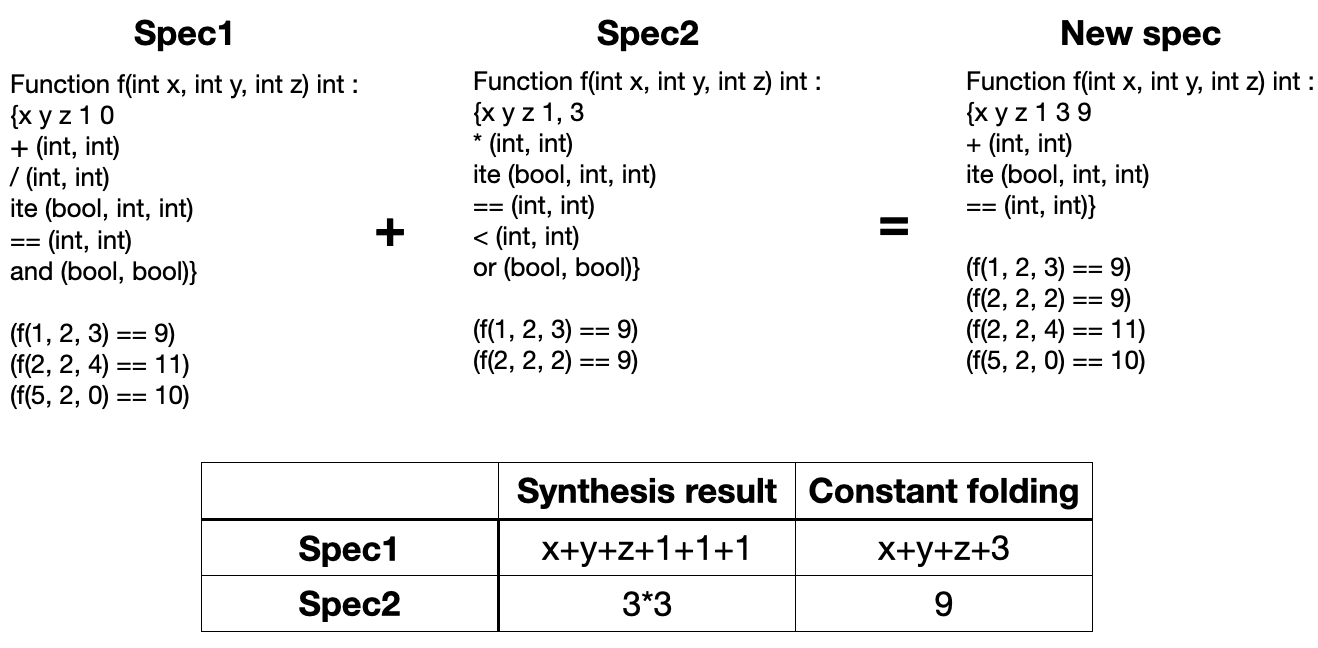 Spec1
Function f(int x, int y, int z) int :
{x y z 1 0
+ (int, int)
/ (int, int)
ite (bool, int, int)
== (int, int)
and (bool, bool)}
(f(1, 2, 3) == 9)
(f(2, 2, 4) == 11)
(f(5, 2, 0) == 10)
+
Spec2
Function f(int x, int y, int z) int :
{x y z 1, 3
* (int, int)
ite (bool, int, int)
== (int, int)
< (int, int)
or (bool, bool)}
(f(1, 2, 3) == 9)
(f(2, 2, 2) == 9)
=
New spec
Function f(int x, int y, int z) int :
{x y z 1 3 9
+ (int, int)
ite (bool, int, int)
== (int, int)}
(f(1, 2, 3) == 9)
(f(2, 2, 2) == 9)
(f(2, 2, 4) == 11)
(f(5, 2, 0) == 10)
Synthesis result Constant folding
Spec1 x+y+z+1+1+1 x+y+z+3
Spec2 3*3 9